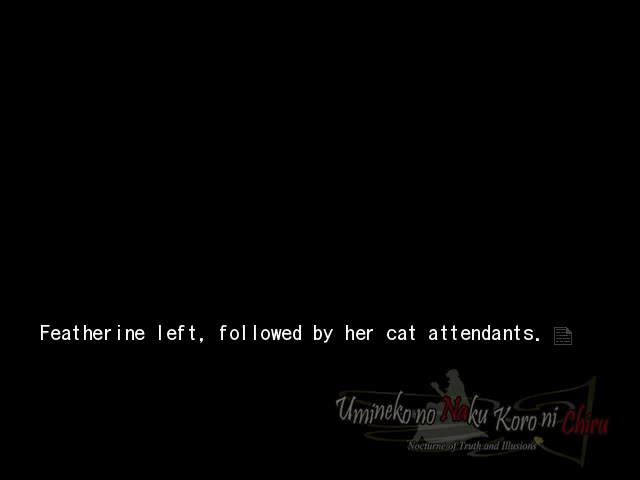 Featherine left, followed by her cat attendants.
Umineko no Naku Koro ni Chiru
Nocturne of Truth and Illusions